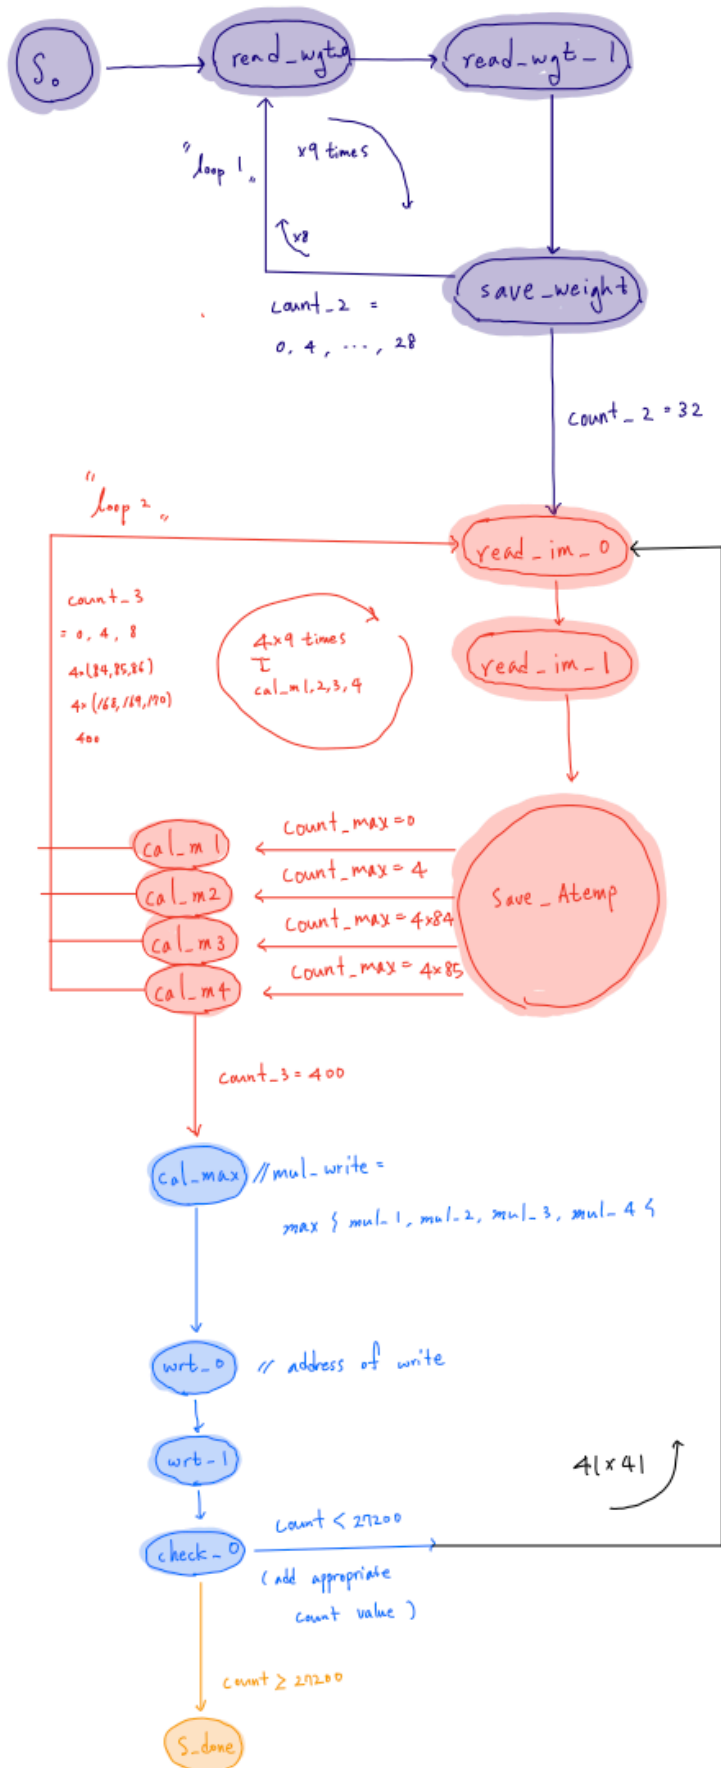 S0
read_wgt_0
read_wgt_1
"loop 1"
x9 times
x8
save_weight
count_2 =
0, 4, ..., 28
count_2 = 32
"loop 2"
read_im_0
count_3
= 0, 4, 8
4x(84,85,86)
4x(168,169,170)
400
4x9 times
cal_m1,2,3,4
read_im_1
cal_m1
count_max=0
cal_m2
count_max=4
Save_Atemp
cal_m3
count_max=4x84
cal_m4
count_max=4x85
count_3=400
cal_max
//mul_write =
max { mul_1, mul_2, mul_3, mul_4 }
wrt_0
// address of write
wrt_1
41x41
check_0
count < 27200
(add appropriate
count value)
count ≥ 27200
S_done